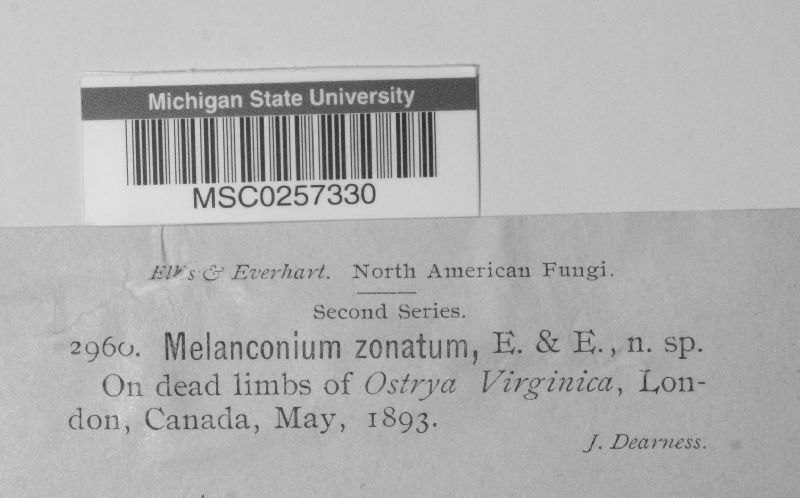 Michigan State University
MSC0257330
Ellis & Everhart. North American Fungi.
Second Series.
2960. Melanconium zonatum, E. & E., n. sp.
On dead limbs of Ostrya Virginica, Lon-
don, Canada, May, 1893.
J. Dearness.